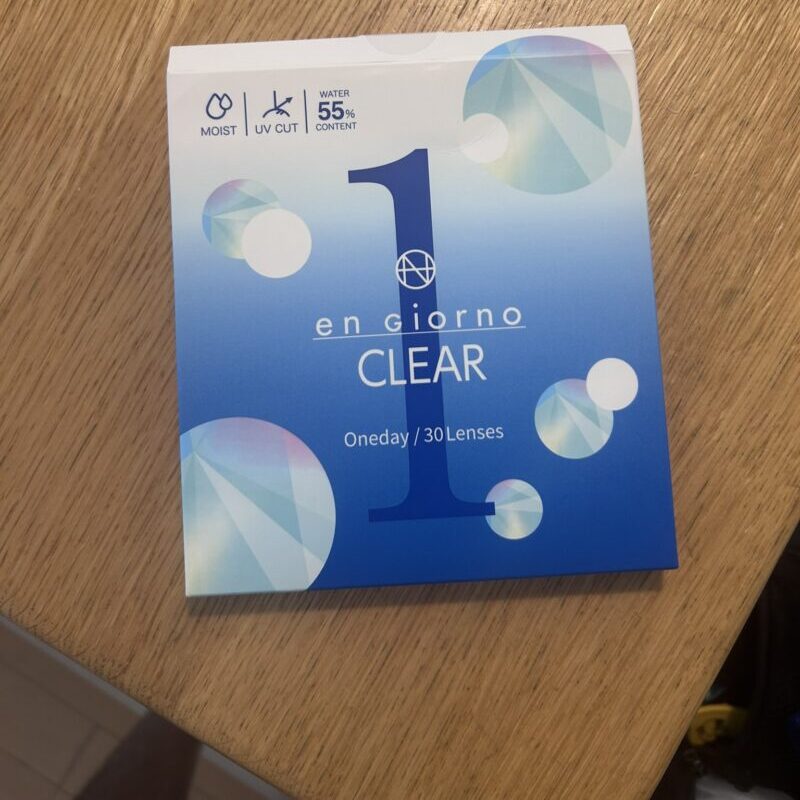 MOIST
UV CUT
WATER
55%
CONTENT
1
en Giorno
CLEAR
Oneday / 30 Lenses